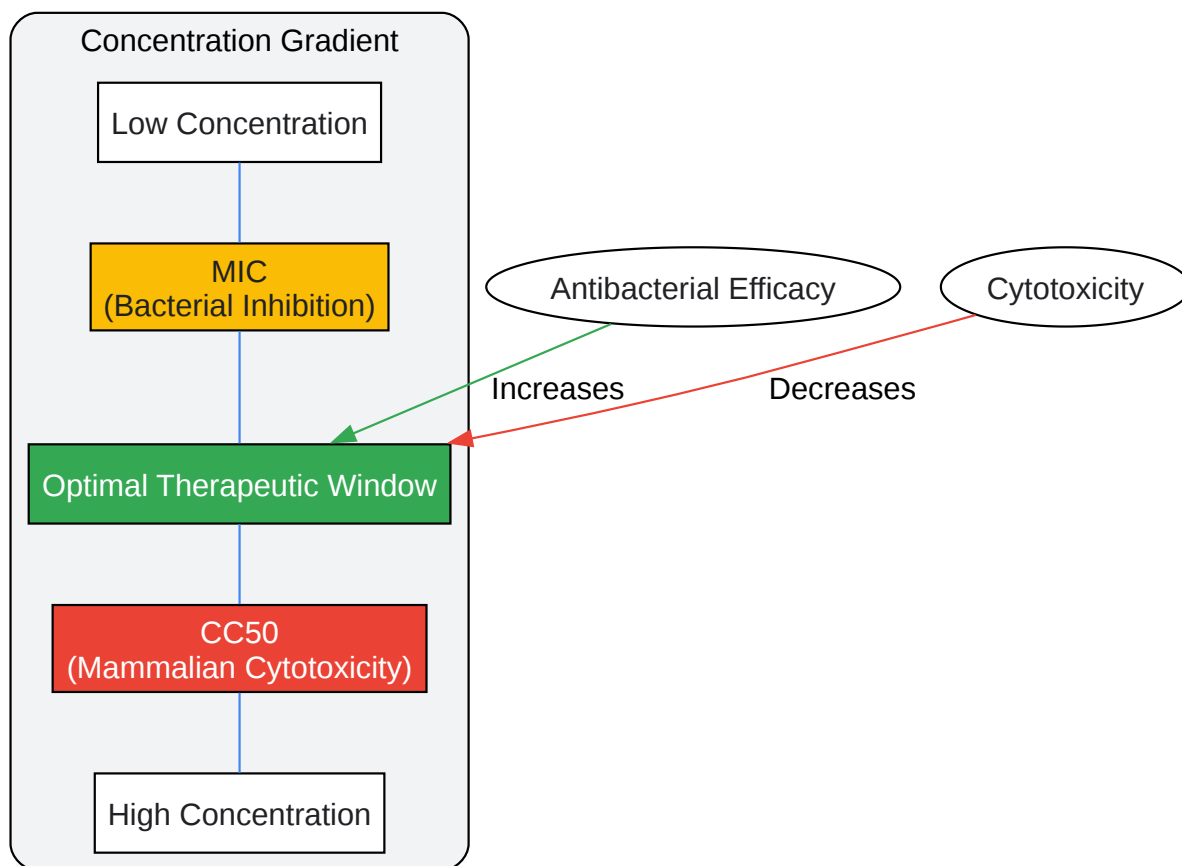 Concentration Gradient
Low Concentration
MIC
(Bacterial Inhibition)
Antibacterial Efficacy
Cytotoxicity
Increases
Decreases
Optimal Therapeutic Window
CC50
(Mammalian Cytotoxicity)
High Concentration